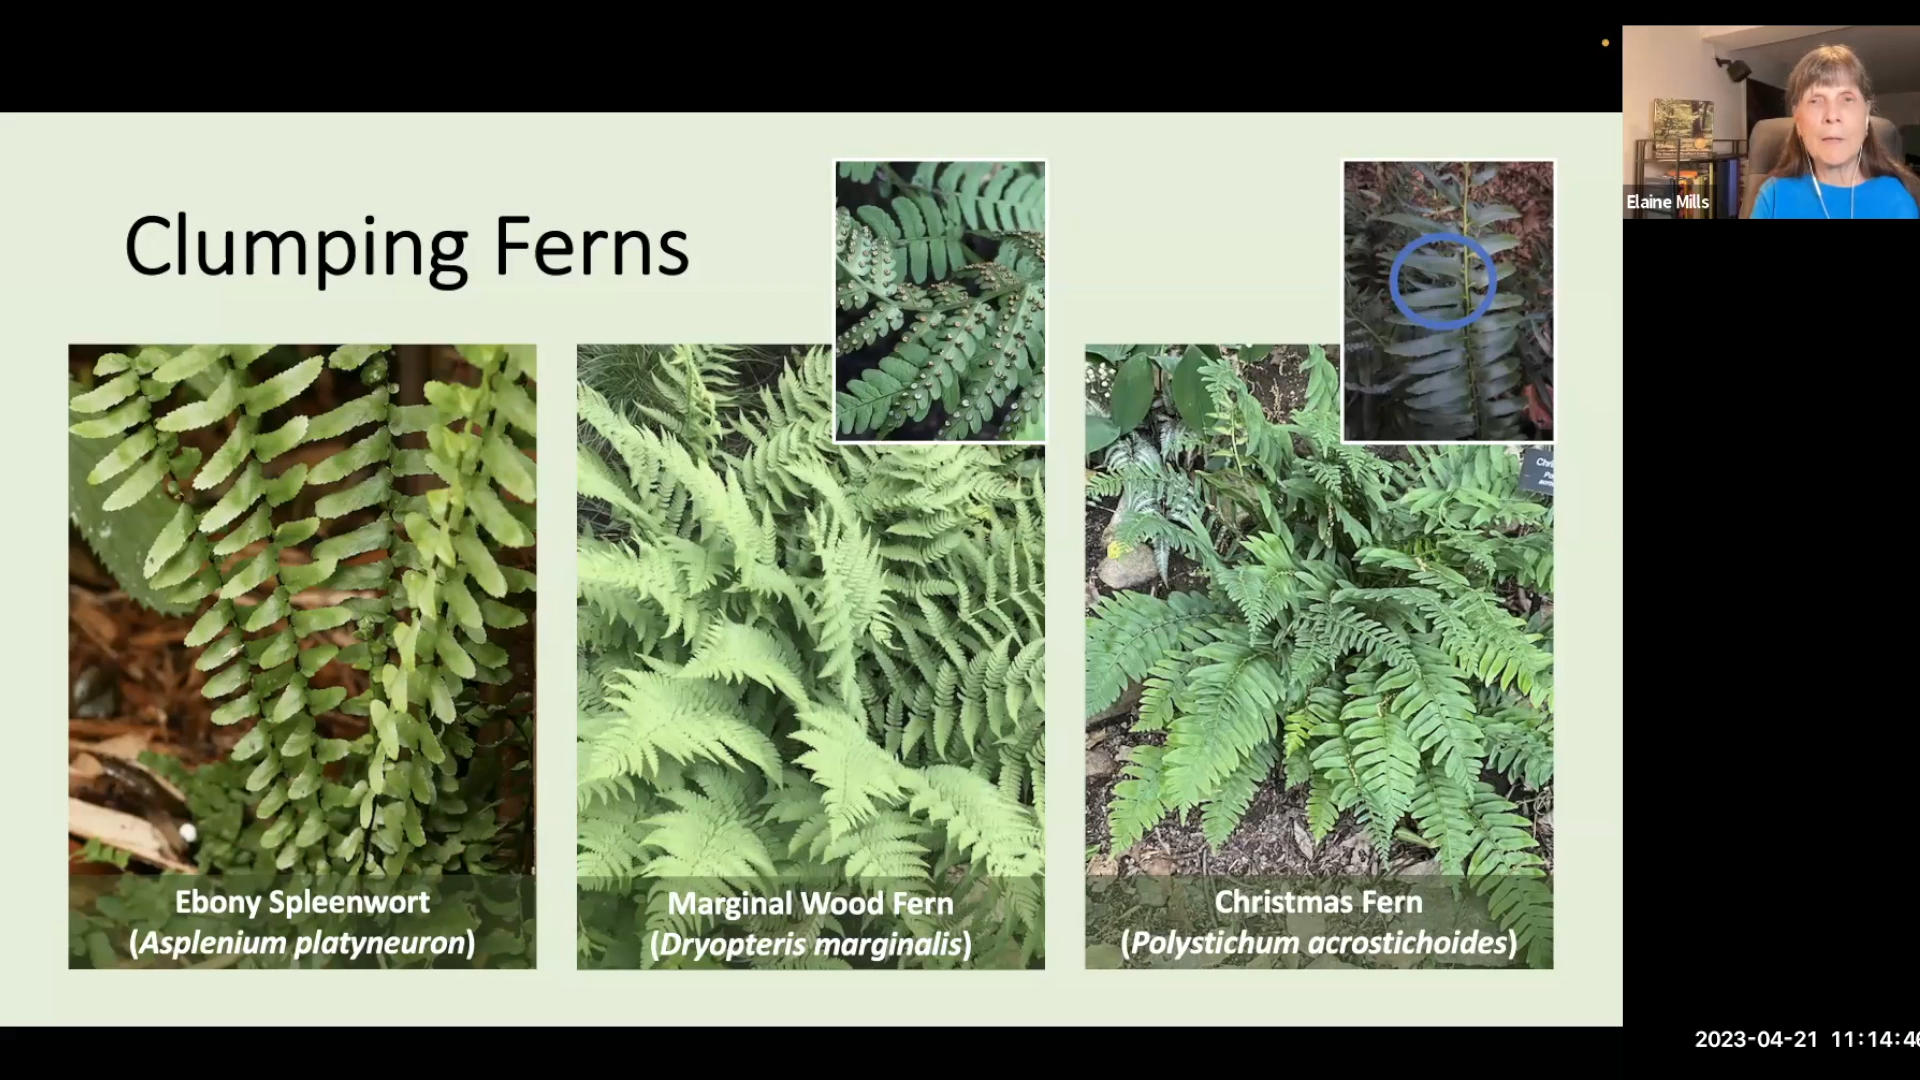 Elaine Mills
Clumping Ferns
Ebony Spleenwort
(Asplenium platyneuron)
Marginal Wood Fern
(Dryopteris marginalis)
Christmas Fern
(Polystichum acrostichoides)
2023-04-21 11:14:46